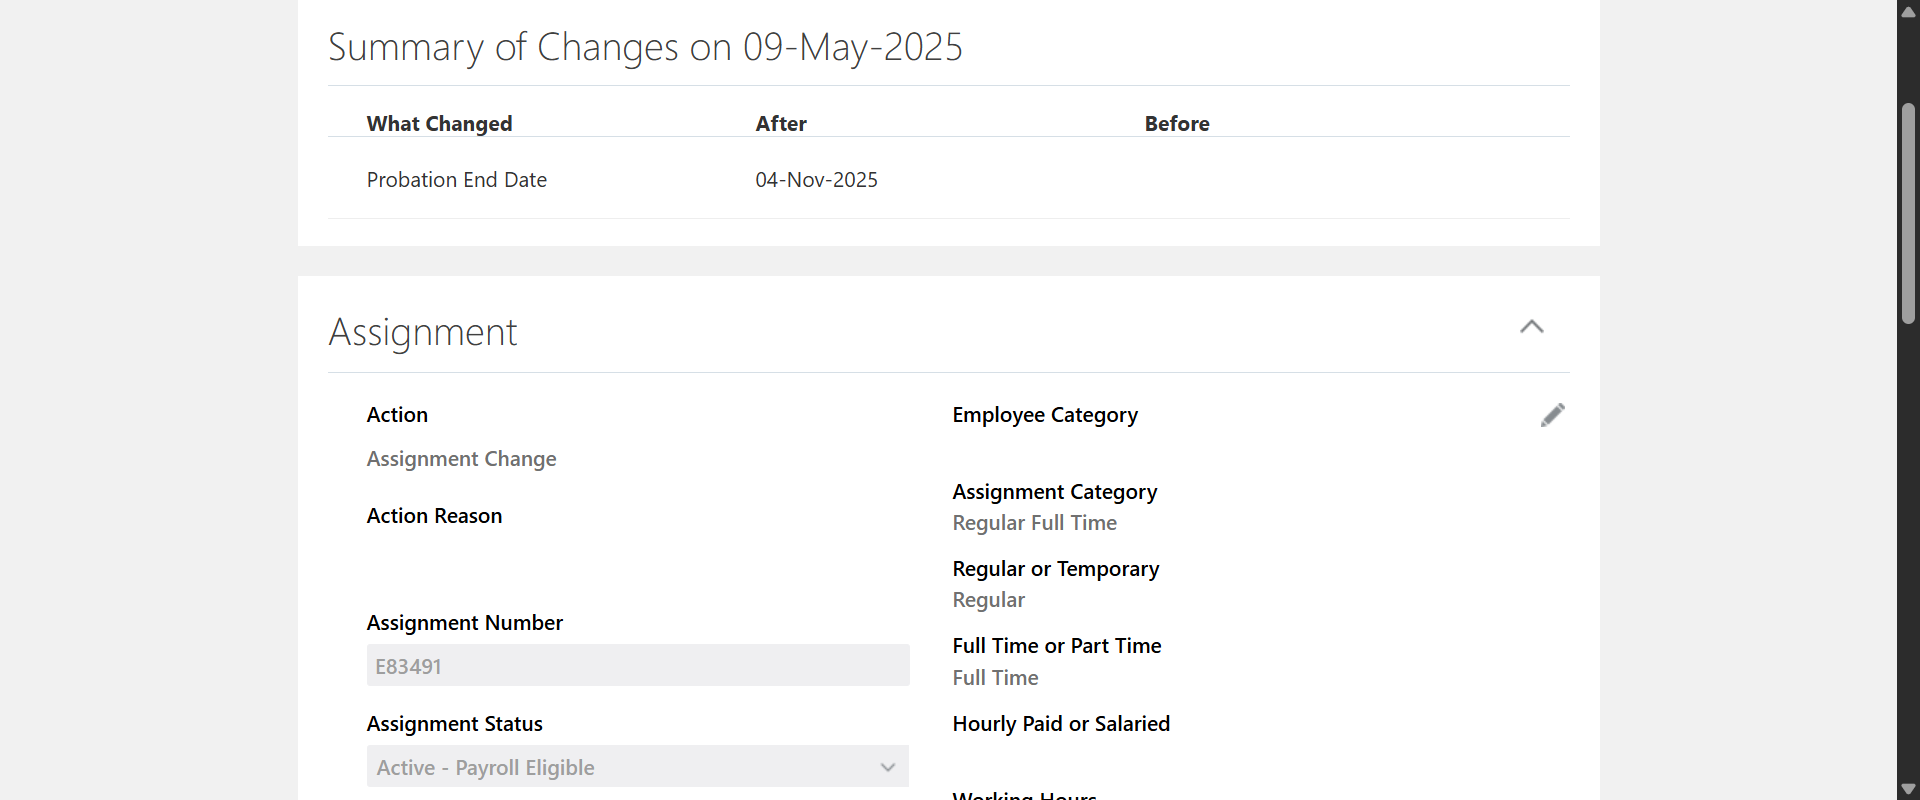 Summary of Changes on 09-May-2025
What Changed After Before
Probation End Date 04-Nov-2025
Assignment
Action
Assignment Change
Action Reason
Assignment Number
E83491
Assignment Status
Active - Payroll Eligible
Employee Category
Assignment Category
Regular Full Time
Regular or Temporary
Regular
Full Time or Part Time
Full Time
Hourly Paid or Salaried
Working Hours